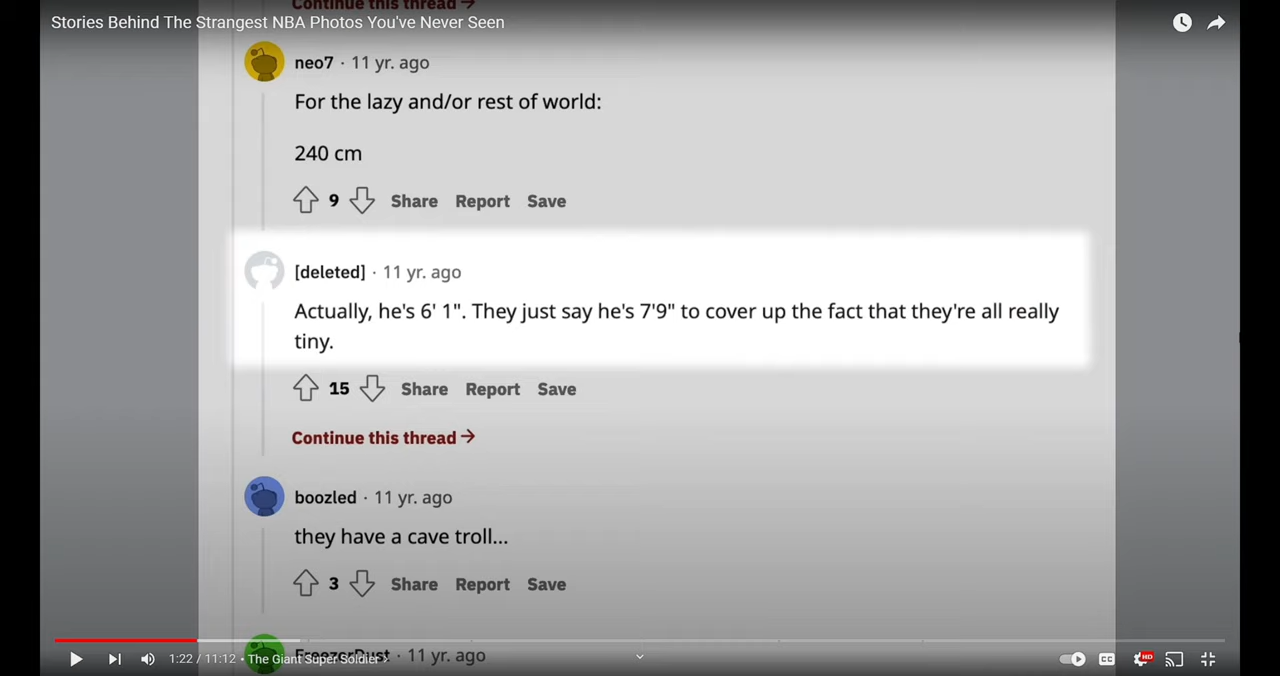 Continue this thread →
Stories Behind The Strangest NBA Photos You've Never Seen
neo7 · 11 yr. ago
For the lazy and/or rest of world:
240 cm
9 Share Report Save
[deleted] · 11 yr. ago
Actually, he's 6' 1". They just say he's 7'9" to cover up the fact that they're all really
tiny.
15 Share Report Save
Continue this thread →
boozled · 11 yr. ago
they have a cave troll...
3 Share Report Save
FreezerDust · 11 yr. ago
1:22 / 11:12 • The Giant Super Soldier >
CC
HD